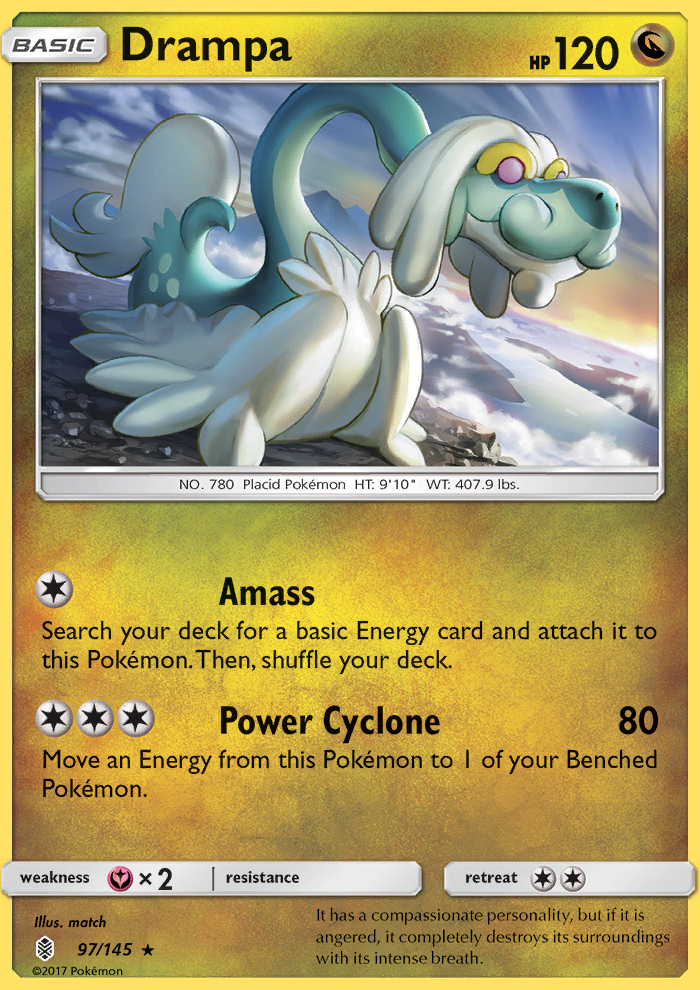 BASIC
Drampa
HP 120
NO. 780 Placid Pokémon HT: 9'10" WT: 407.9 lbs.
Amass
Search your deck for a basic Energy card and attach it to
this Pokémon. Then, shuffle your deck.
Power Cyclone 80
Move an Energy from this Pokémon to 1 of your Benched
Pokémon.
weakness × 2 resistance retreat
Illus. match
97/145 ★
©2017 Pokémon
It has a compassionate personality, but if it is
angered, it completely destroys its surroundings
with its intense breath.